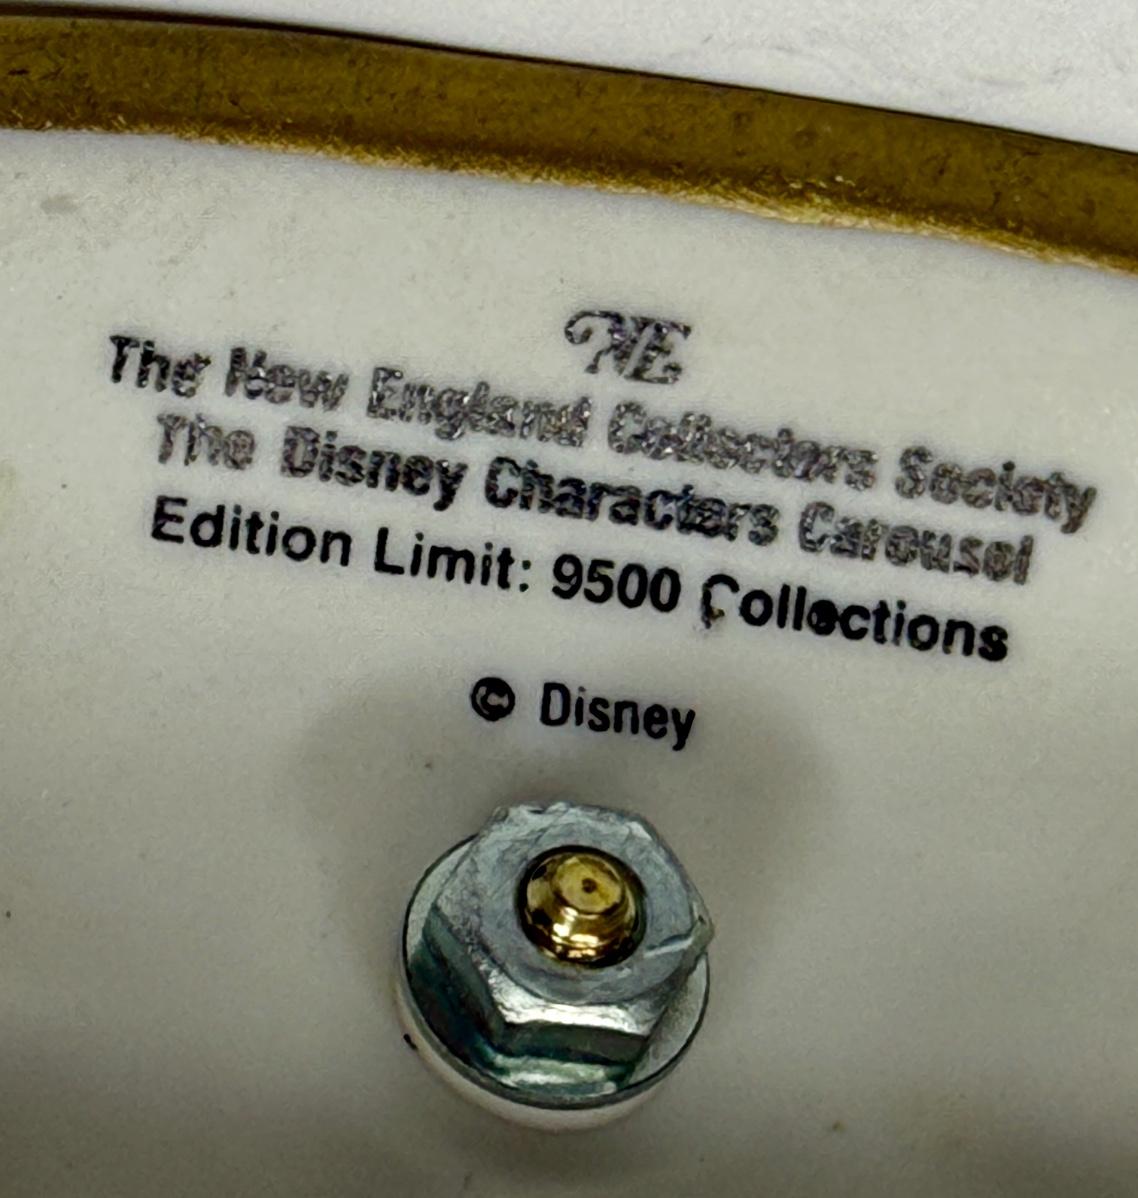 NE
The New England Collectors Society
The Disney Characters Carousel
Edition Limit: 9500 Collections
© Disney